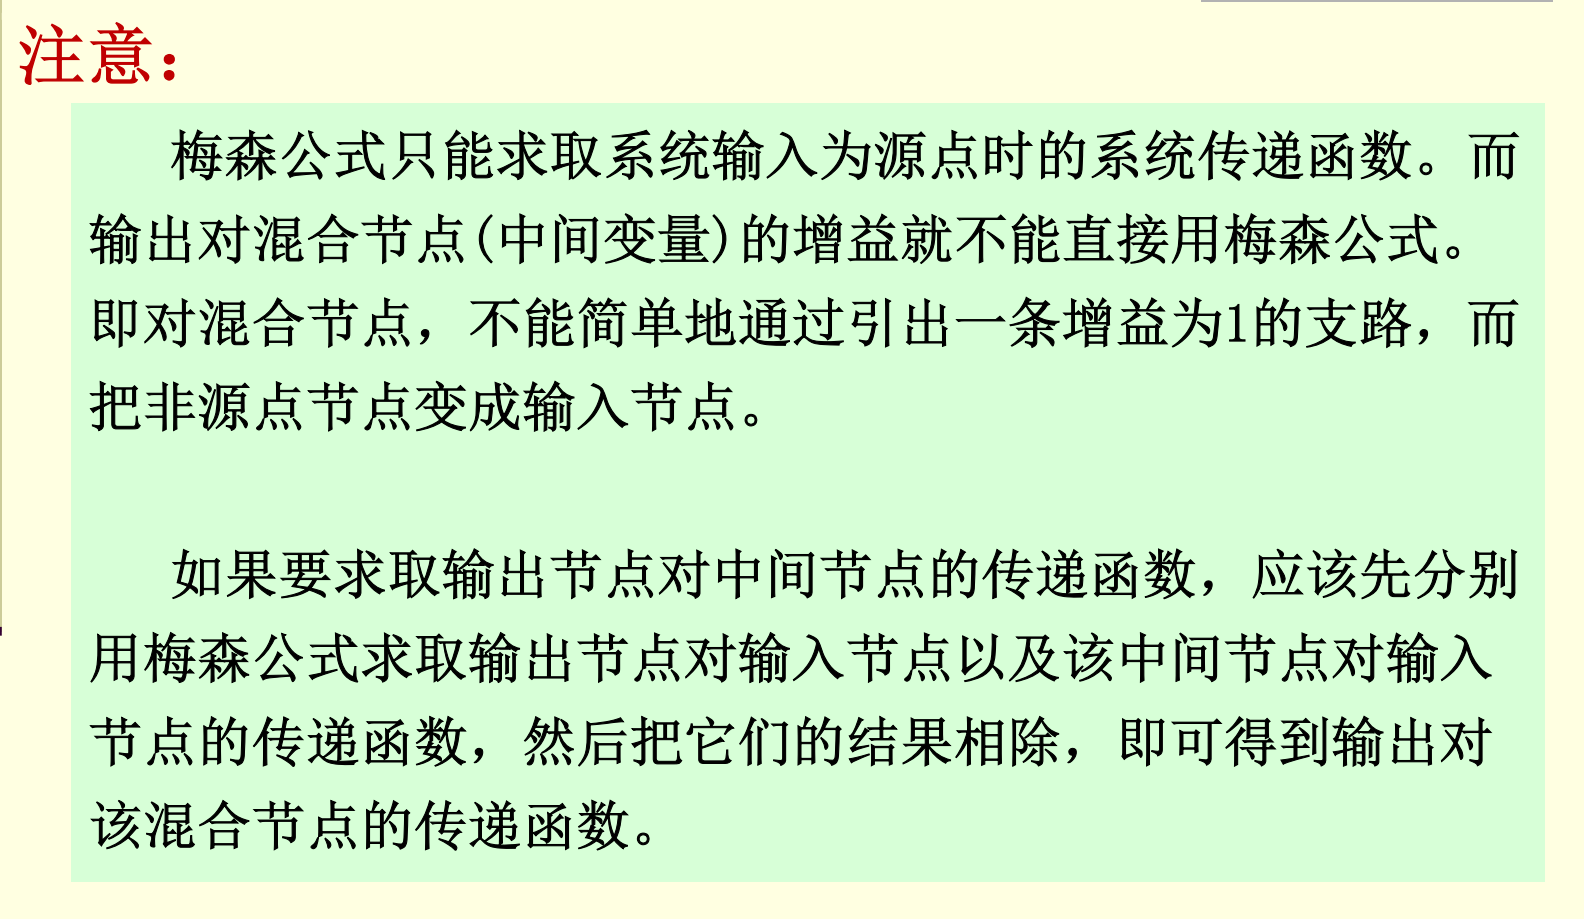 注意：
梅森公式只能求取系统输入为源点时的系统传递函数。而
输出对混合节点(中间变量)的增益就不能直接用梅森公式。
即对混合节点，不能简单地通过引出一条增益为1的支路，而
把非源点节点变成输入节点。
如果要求取输出节点对中间节点的传递函数，应该先分别
用梅森公式求取输出节点对输入节点以及该中间节点对输入
节点的传递函数，然后把它们的结果相除，即可得到输出对
该混合节点的传递函数。